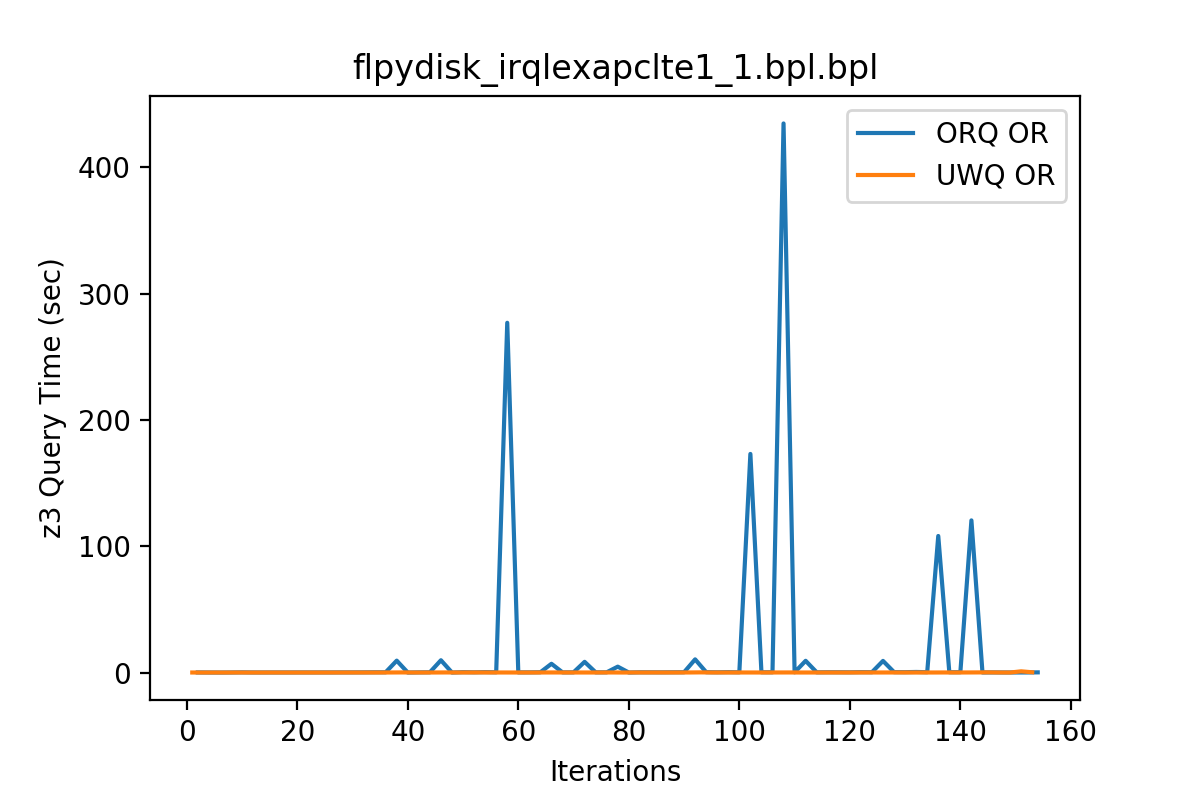 flpydisk_irqlexapclte1_1.bpl.bpl
ORQ OR
UWQ OR
z3 Query Time (sec)
400
300
200
100
0
0 20 40 60 80 100 120 140 160
Iterations